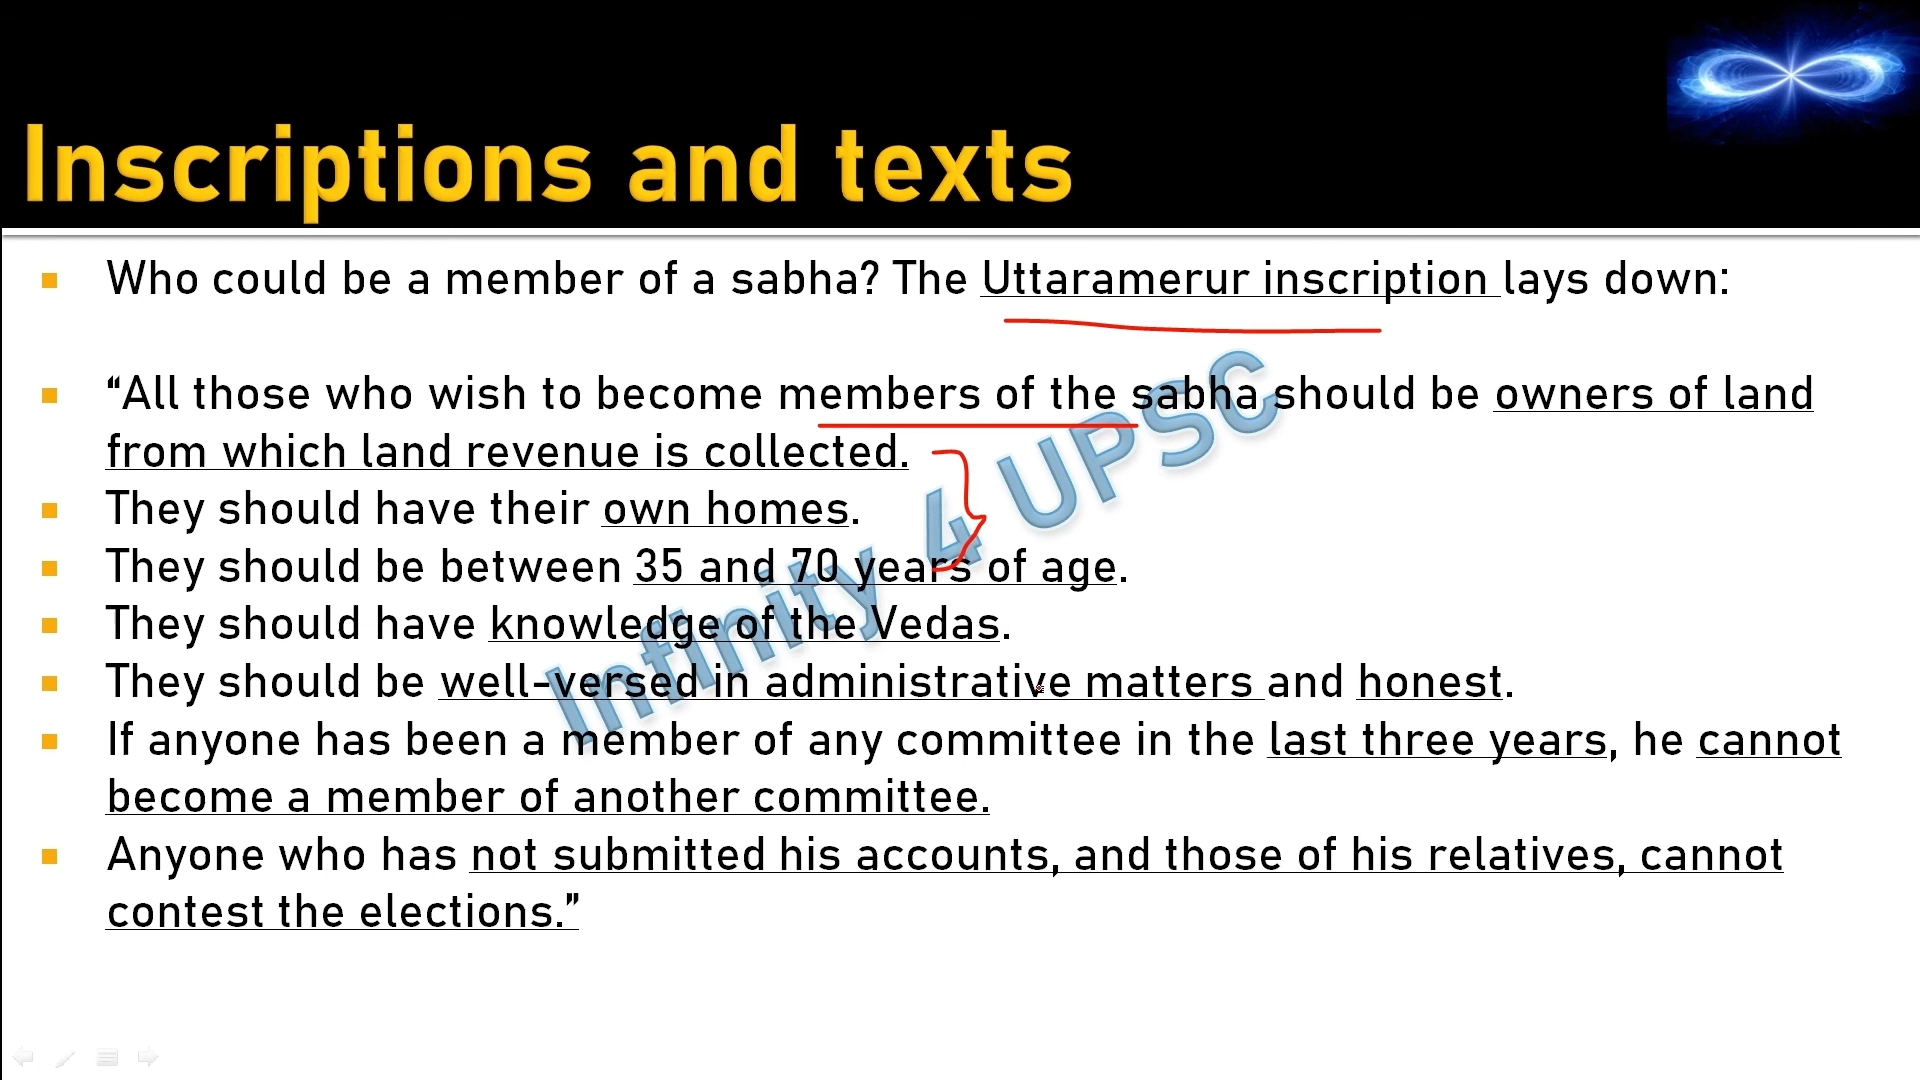 Inscriptions and texts
Who could be a member of a sabha? The Uttaramerur inscription lays down:
“All those who wish to become members of the sabha should be owners of land
from which land revenue is collected.
They should have their own homes.
They should be between 35 and 70 years of age.
They should have knowledge of the Vedas.
They should be well-versed in administrative matters and honest.
If anyone has been a member of any committee in the last three years, he cannot
become a member of another committee.
Anyone who has not submitted his accounts, and those of his relatives, cannot
contest the elections.”
Infinity 4 UPSC